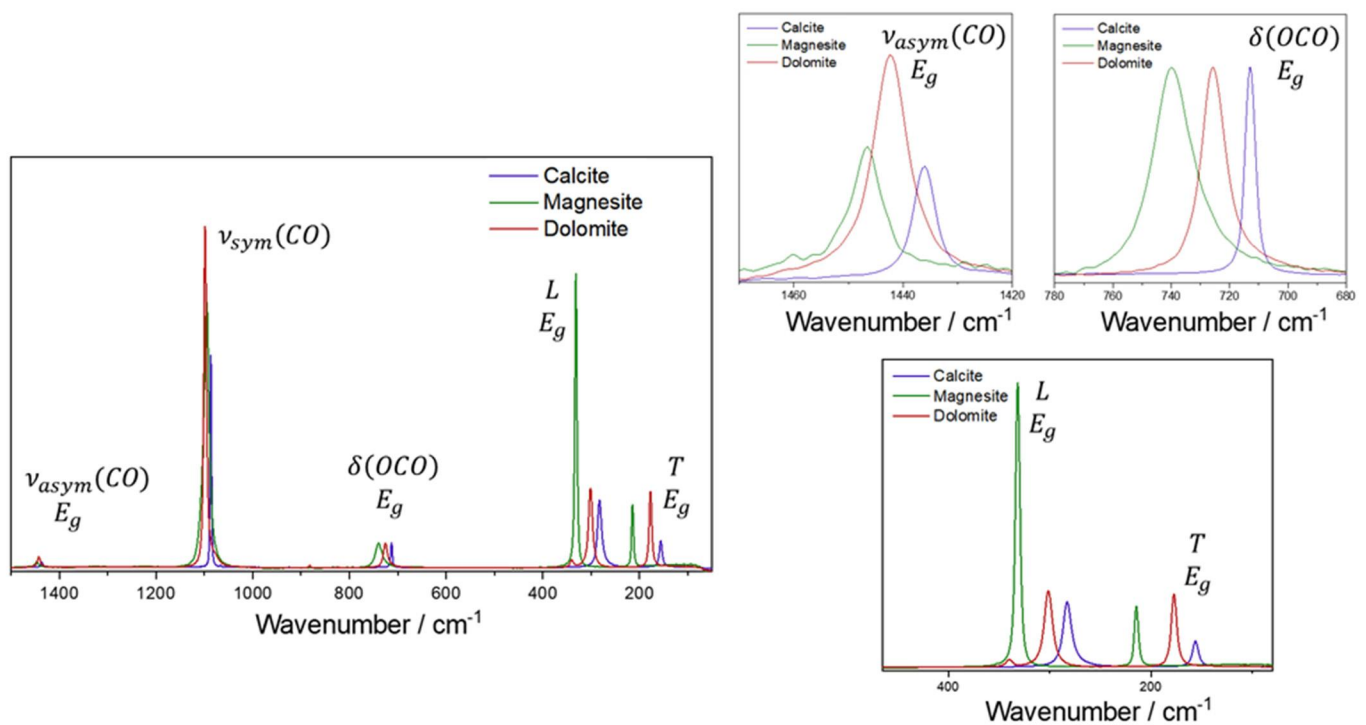 Calcite
Magnesite
Dolomite
ν_sym(CO)
L
E_g
ν_asym(CO)
E_g
δ(OCO)
E_g
T
E_g
1400 1200 1000 800 600 400 200
Wavenumber / cm⁻¹
Calcite
Magnesite
Dolomite
ν_asym(CO)
E_g
1460 1440 1420
Wavenumber / cm⁻¹
Calcite
Magnesite
Dolomite
δ(OCO)
E_g
780 760 740 720 700 680
Wavenumber / cm⁻¹
Calcite
Magnesite
Dolomite
L
E_g
T
E_g
400 200
Wavenumber / cm⁻¹